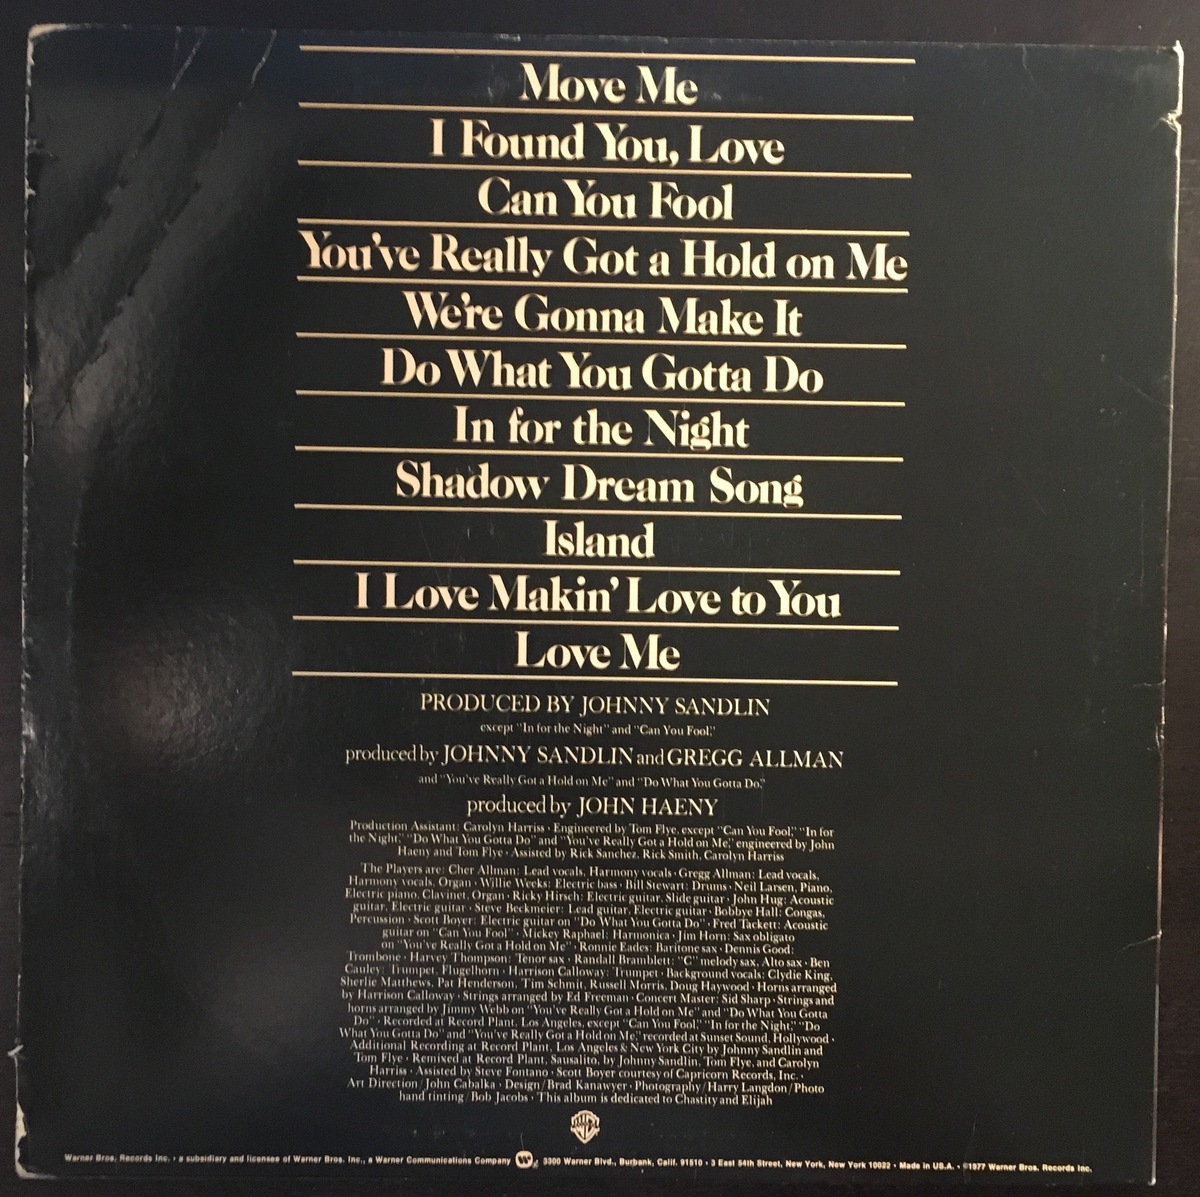 Move Me
I Found You, Love
Can You Fool
You've Really Got a Hold on Me
We're Gonna Make It
Do What You Gotta Do
In for the Night
Shadow Dream Song
Island
I Love Makin' Love to You
Love Me
PRODUCED BY JOHNNY SANDLIN
except "In for the Night" and "Can You Fool,"
produced by JOHNNY SANDLIN and GREGG ALLMAN
and "You've Really Got a Hold on Me" and "Do What You Gotta Do,"
produced by JOHN HAENY
Production Assistant: Carolyn Harriss · Engineered by Tom Flye, except "Can You Fool," "In for
the Night," "Do What You Gotta Do" and "You've Really Got a Hold on Me," engineered by John
Haeny and Tom Flye · Assisted by Rick Sanchez, Rick Smith, Carolyn Harriss
The Players are: Cher Allman: Lead vocals, Harmony vocals · Gregg Allman: Lead vocals,
Harmony vocals, Organ · Willie Weeks: Electric bass · Bill Stewart: Drums · Neil Larsen, Piano,
Electric piano, Clavinet, Organ · Ricky Hirsch: Electric guitar, Slide guitar · John Hug: Acoustic
guitar, Electric guitar · Steve Beckmeier: Lead guitar, Electric guitar · Bobbye Hall: Congas,
Percussion · Scott Boyer: Electric guitar on "Do What You Gotta Do" · Fred Tackett: Acoustic
guitar on "Can You Fool" · Mickey Raphael: Harmonica · Jim Horn: Sax obligato
on "You've Really Got a Hold on Me" · Ronnie Eades: Baritone sax · Dennis Good:
Trombone · Harvey Thompson: Tenor sax · Randall Bramblett: "C" melody sax, Alto sax · Ben
Cauley: Trumpet, Flugelhorn · Harrison Calloway: Trumpet · Background vocals: Clydie King,
Sherlie Matthews, Pat Henderson, Tim Schmit, Russell Morris, Doug Haywood · Horns arranged
by Harrison Calloway · Strings arranged by Ed Freeman · Concert Master: Sid Sharp · Strings and
horns arranged by Jimmy Webb on "You've Really Got a Hold on Me" and "Do What You Gotta
Do" · Recorded at Record Plant, Los Angeles, except "Can You Fool," "In for the Night," "Do
What You Gotta Do" and "You've Really Got a Hold on Me," recorded at Sunset Sound, Hollywood ·
Additional Recording at Record Plant, Los Angeles & New York City by Johnny Sandlin and
Tom Flye · Remixed at Record Plant, Sausalito, by Johnny Sandlin, Tom Flye, and Carolyn
Harriss · Assisted by Steve Fontano · Scott Boyer courtesy of Capricorn Records, Inc. ·
Art Direction/John Cabalka · Design/Brad Kanawyer · Photography/Harry Langdon/Photo
hand tinting/Bob Jacobs · This album is dedicated to Chastity and Elijah
Warner Bros. Records Inc. · a subsidiary and licensee of Warner Bros. Inc., a Warner Communications Company 3300 Warner Blvd., Burbank, Calif. 91510 · 3 East 54th Street, New York, New York 10022 · Made in U.S.A. · ©1977 Warner Bros. Records Inc.